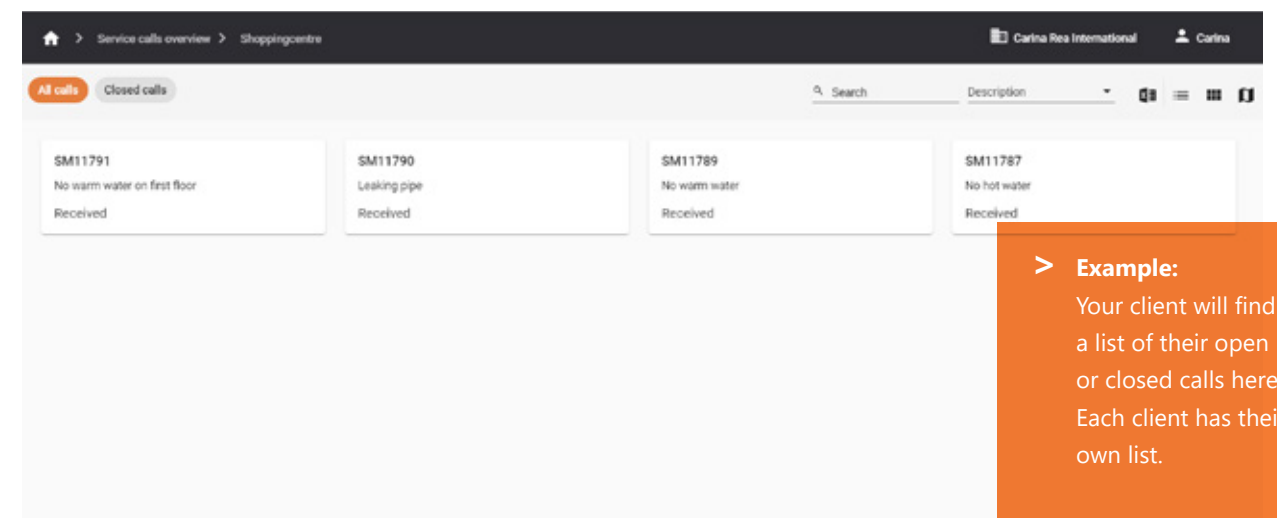 > Service calls overview > Shoppingcentre
Carina Rea International
Carina
All calls
Closed calls
Search
Description
SM11791
No warm water on first floor
Received
SM11790
Leaking pipe
Received
SM11789
No warm water
Received
SM11787
No hot water
Received
> Example:
Your client will find
a list of their open
or closed calls here
Each client has thei
own list.